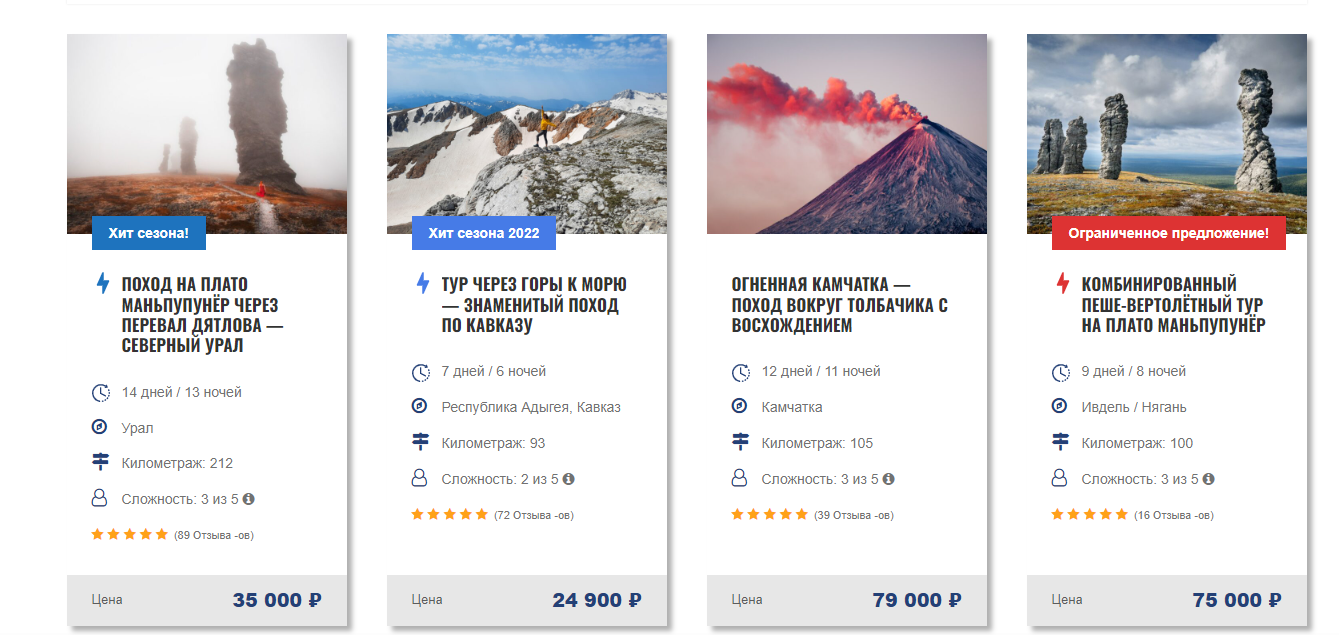 Хит сезона!
ПОХОД НА ПЛАТО
МАНЬПУПУНЁР ЧЕРЕЗ
ПЕРЕВАЛ ДЯТЛОВА —
СЕВЕРНЫЙ УРАЛ
14 дней / 13 ночей
Урал
Километраж: 212
Сложность: 3 из 5
(89 Отзыва -ов)
Цена
35 000 ₽
Хит сезона 2022
ТУР ЧЕРЕЗ ГОРЫ К МОРЮ
— ЗНАМЕНИТЫЙ ПОХОД
ПО КАВКАЗУ
7 дней / 6 ночей
Республика Адыгея, Кавказ
Километраж: 93
Сложность: 2 из 5
(72 Отзыва -ов)
Цена
24 900 ₽
ОГНЕННАЯ КАМЧАТКА —
ПОХОД ВОКРУГ ТОЛБАЧИКА С
ВОСХОЖДЕНИЕМ
12 дней / 11 ночей
Камчатка
Километраж: 105
Сложность: 3 из 5
(39 Отзыва -ов)
Цена
79 000 ₽
Ограниченное предложение!
КОМБИНИРОВАННЫЙ
ПЕШЕ-ВЕРТОЛЁТНЫЙ ТУР
НА ПЛАТО МАНЬПУПУНЁР
9 дней / 8 ночей
Ивдель / Нягань
Километраж: 100
Сложность: 3 из 5
(16 Отзыва -ов)
Цена
75 000 ₽